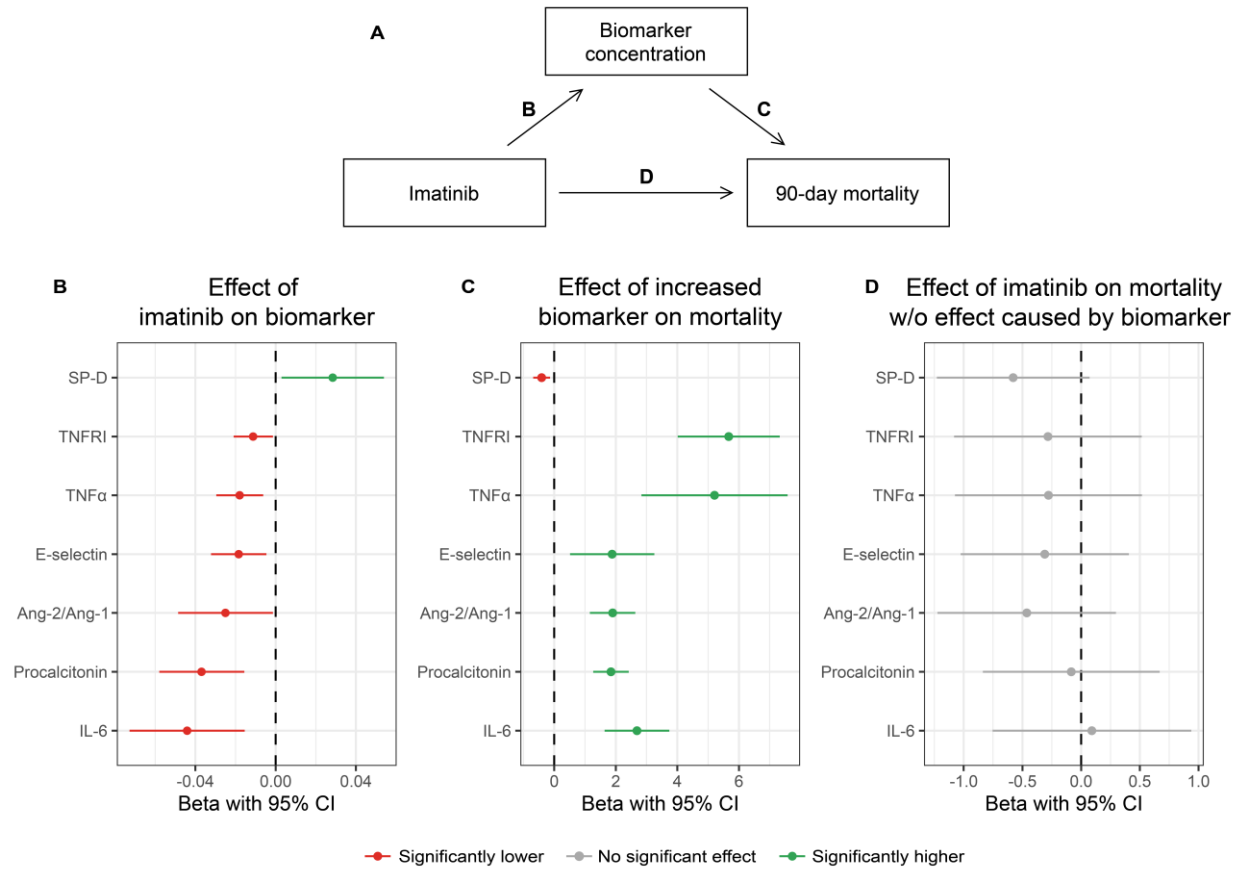 A
Biomarker
concentration
B
C
Imatinib
D
90-day mortality
B
Effect of
imatinib on biomarker
SP-D
TNFRI
TNFα
E-selectin
Ang-2/Ang-1
Procalcitonin
IL-6
-0.04
0.00
0.04
Beta with 95% CI
C
Effect of increased
biomarker on mortality
SP-D
TNFRI
TNFα
E-selectin
Ang-2/Ang-1
Procalcitonin
IL-6
0
2
4
6
Beta with 95% CI
D
Effect of imatinib on mortality
w/o effect caused by biomarker
SP-D
TNFRI
TNFα
E-selectin
Ang-2/Ang-1
Procalcitonin
IL-6
-1.0
-0.5
0.0
0.5
1.0
Beta with 95% CI
Significantly lower
No significant effect
Significantly higher